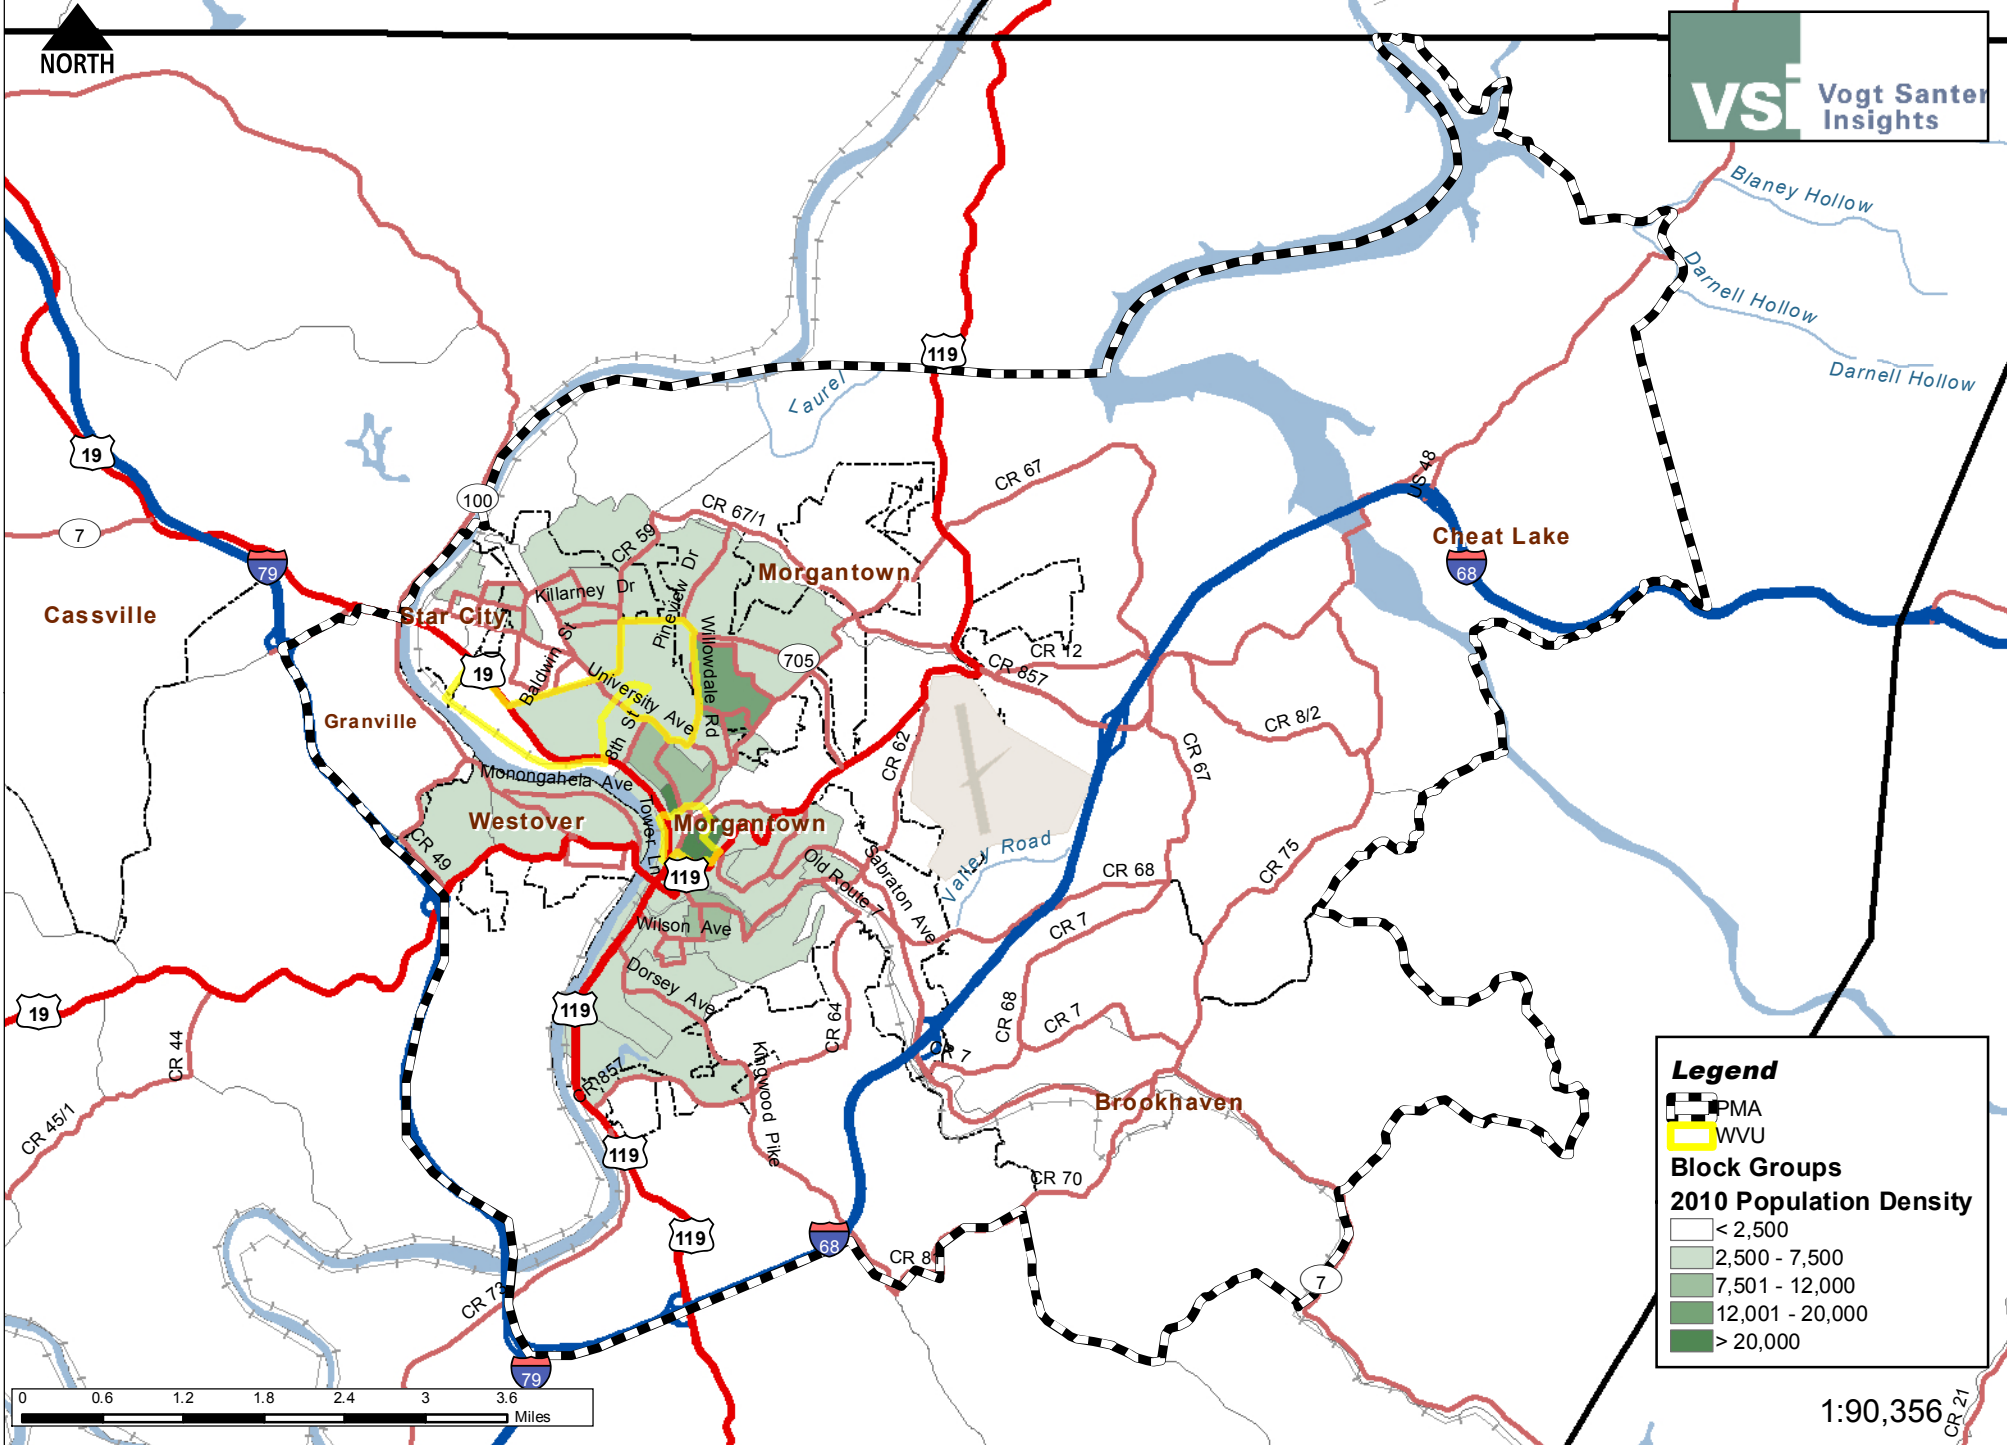 NORTH
VSi Vogt Santer
Insights
Blaney Hollow
Darnell Hollow
Darnell Hollow
119
Laurel
19
100
US 48
CR 67
CR 67/1
7
CR 59
Cheat Lake
79
Morgantown
68
Killarney Dr
Pineview Dr
Cassville
Star City
Willowdale Rd
705
CR 12
CR 857
19
Baldwin St
University Ave
Granville
8th St
CR 8/2
CR 62
CR 67
Monongahela Ave
Tower Ln
Westover
Morgantown
CR 49
Valley Road
Old Route 7
Sabraton Ave
CR 68
CR 75
119
Wilson Ave
CR 7
Dorsey Ave
19
119
CR 64
CR 68
CR 7
CR 44
CR 7
CR 857
Kingwood Pike
CR 45/1
Brookhaven
119
CR 70
119
68
CR 81
7
CR 73
79
Legend
PMA
WVU
Block Groups
2010 Population Density
< 2,500
2,500 - 7,500
7,501 - 12,000
12,001 - 20,000
> 20,000
0 0.6 1.2 1.8 2.4 3 3.6
Miles
1:90,356
CR 21